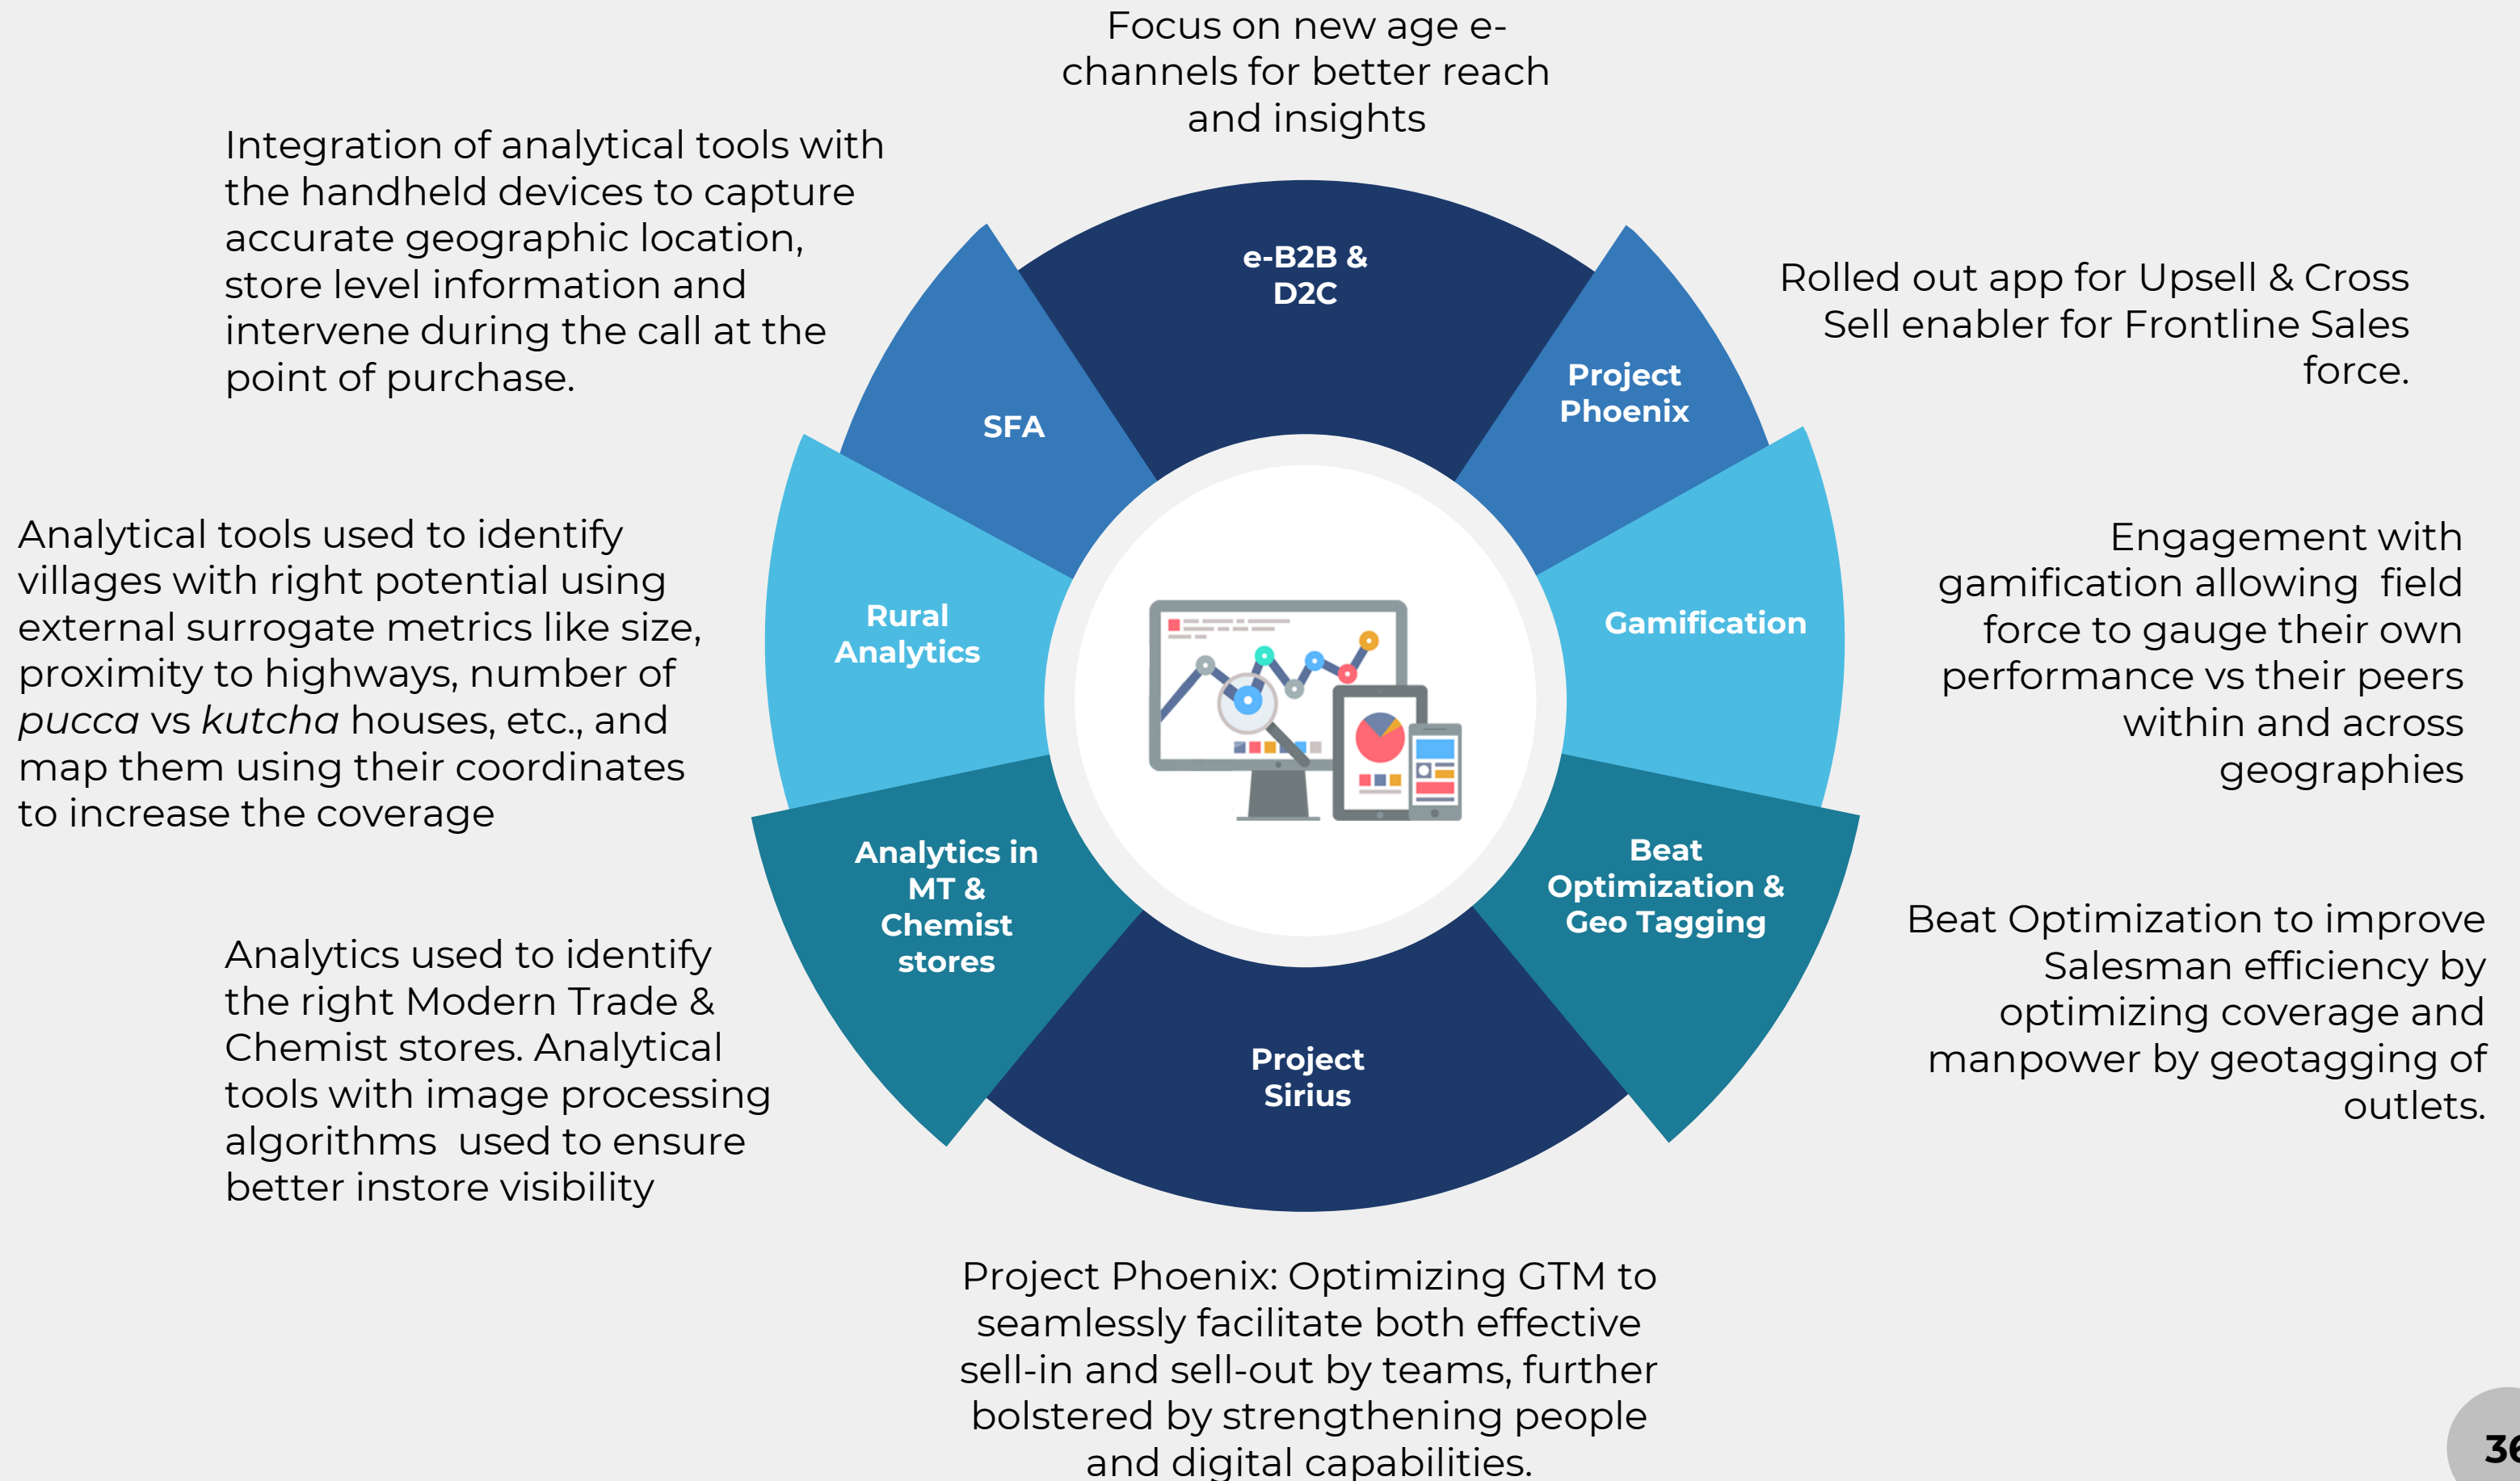 Focus on new age e-
channels for better reach
and insights
Integration of analytical tools with
the handheld devices to capture
accurate geographic location,
store level information and
intervene during the call at the
point of purchase.
e-B2B &
D2C
Rolled out app for Upsell & Cross
Sell enabler for Frontline Sales
force.
Project
Phoenix
SFA
Analytical tools used to identify
villages with right potential using
external surrogate metrics like size,
proximity to highways, number of
pucca vs kutcha houses, etc., and
map them using their coordinates
to increase the coverage
Rural
Analytics
Gamification
Engagement with
gamification allowing  field
force to gauge their own
performance vs their peers
within and across
geographies
Analytics in
MT &
Chemist
stores
Beat
Optimization &
Geo Tagging
Analytics used to identify
the right Modern Trade &
Chemist stores. Analytical
tools with image processing
algorithms  used to ensure
better instore visibility
Beat Optimization to improve
Salesman efficiency by
optimizing coverage and
manpower by geotagging of
outlets.
Project
Sirius
Project Phoenix: Optimizing GTM to
seamlessly facilitate both effective
sell-in and sell-out by teams, further
bolstered by strengthening people
and digital capabilities.
36